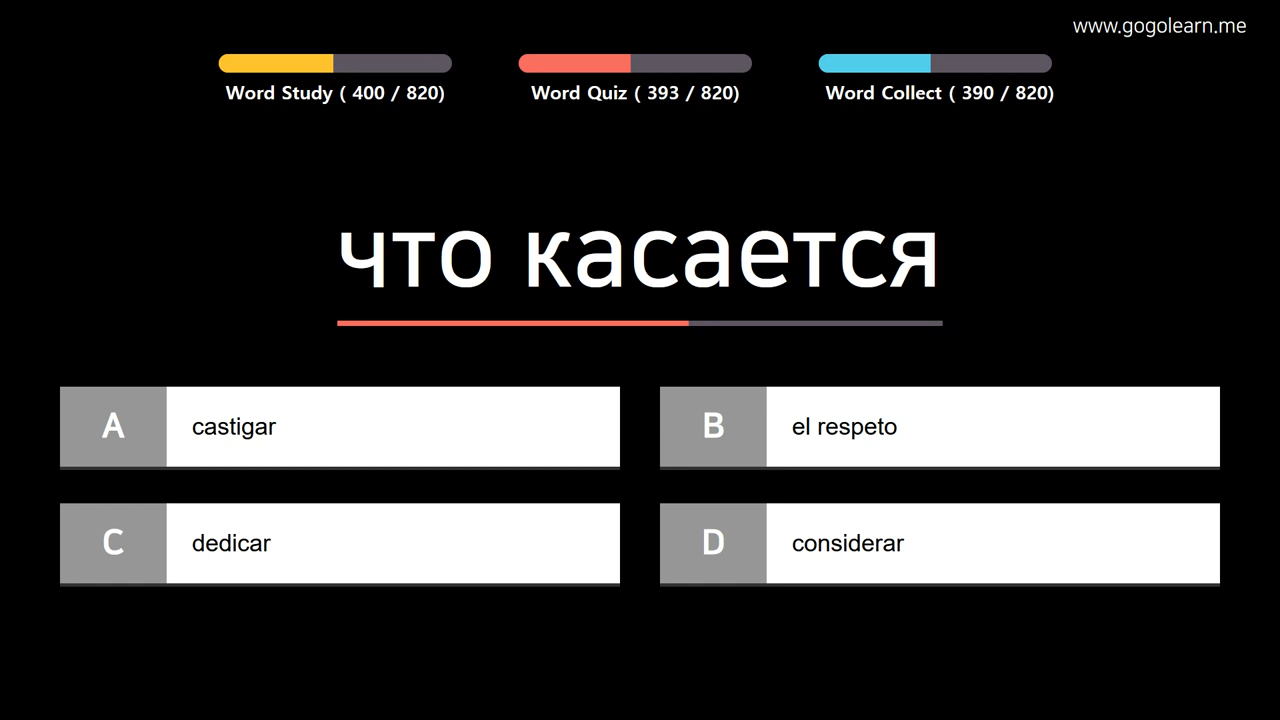 www.gogolearn.me
Word Study ( 400 / 820)
Word Quiz ( 393 / 820)
Word Collect ( 390 / 820)
что касается
A castigar
B el respeto
C dedicar
D considerar